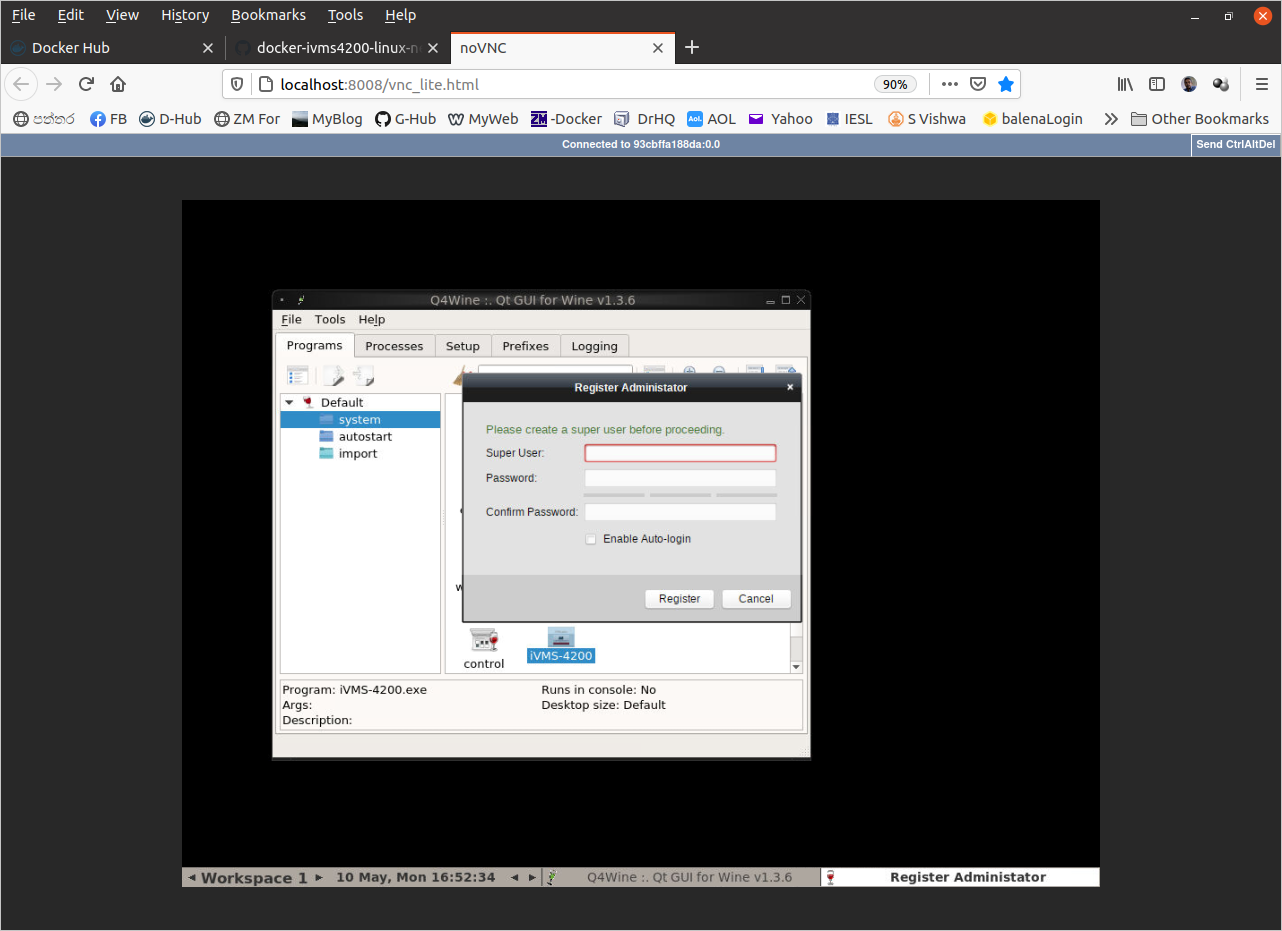 File Edit View History Bookmarks Tools Help
Docker Hub docker-ivms4200-linux-n noVNC
localhost:8008/vnc_lite.html 90%
පත්තර FB D-Hub ZM For MyBlog G-Hub MyWeb ZM -Docker DrHQ Aol. AOL Yahoo IESL S Vishwa balenaLogin Other Bookmarks
Connected to 93cbffa188da:0.0 Send CtrlAltDel
Q4Wine :. Qt GUI for Wine v1.3.6
File Tools Help
Programs Processes Setup Prefixes Logging
Register Administator
Default
system
autostart
import
Please create a super user before proceeding.
Super User:
Password:
Confirm Password:
Enable Auto-login
Register Cancel
control iVMS-4200
Program: iVMS-4200.exe Runs in console: No
Args: Desktop size: Default
Description:
Workspace 1 10 May, Mon 16:52:34 Q4Wine :. Qt GUI for Wine v1.3.6 Register Administator